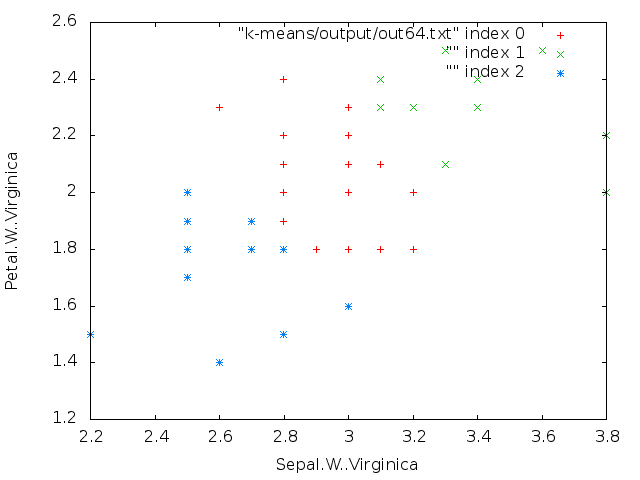 2.6
"k-means/output/out64.txt" index 0
"" index 1
"" index 2
2.4
2.2
2
1.8
1.6
1.4
1.2
Petal.W..Virginica
2.2 2.4 2.6 2.8 3 3.2 3.4 3.6 3.8
Sepal.W..Virginica